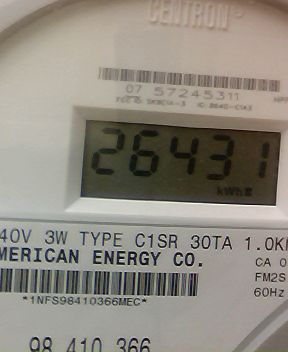 CENTRON®
07 57245311
26431
kWh
40V 3W TYPE C1SR 30TA 1.0K
MERICAN ENERGY CO.
CA 0
FM2S
*1NFS98410366MEC*
60Hz
98 410 366